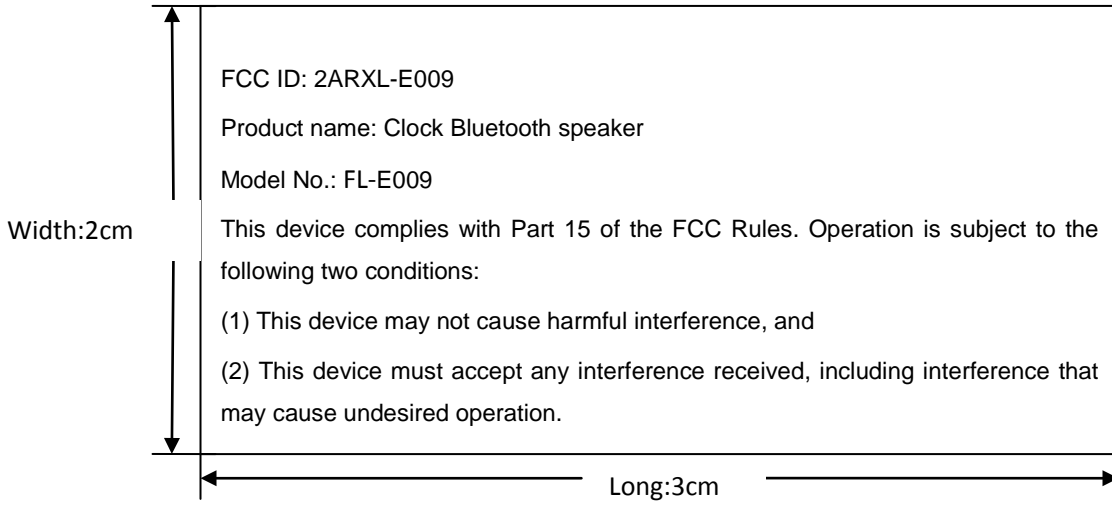 FCC ID: 2ARXL-E009
Product name: Clock Bluetooth speaker
Model No.: FL-E009
Width:2cm
This device complies with Part 15 of the FCC Rules. Operation is subject to the
following two conditions:
(1) This device may not cause harmful interference, and
(2) This device must accept any interference received, including interference that
may cause undesired operation.
Long:3cm